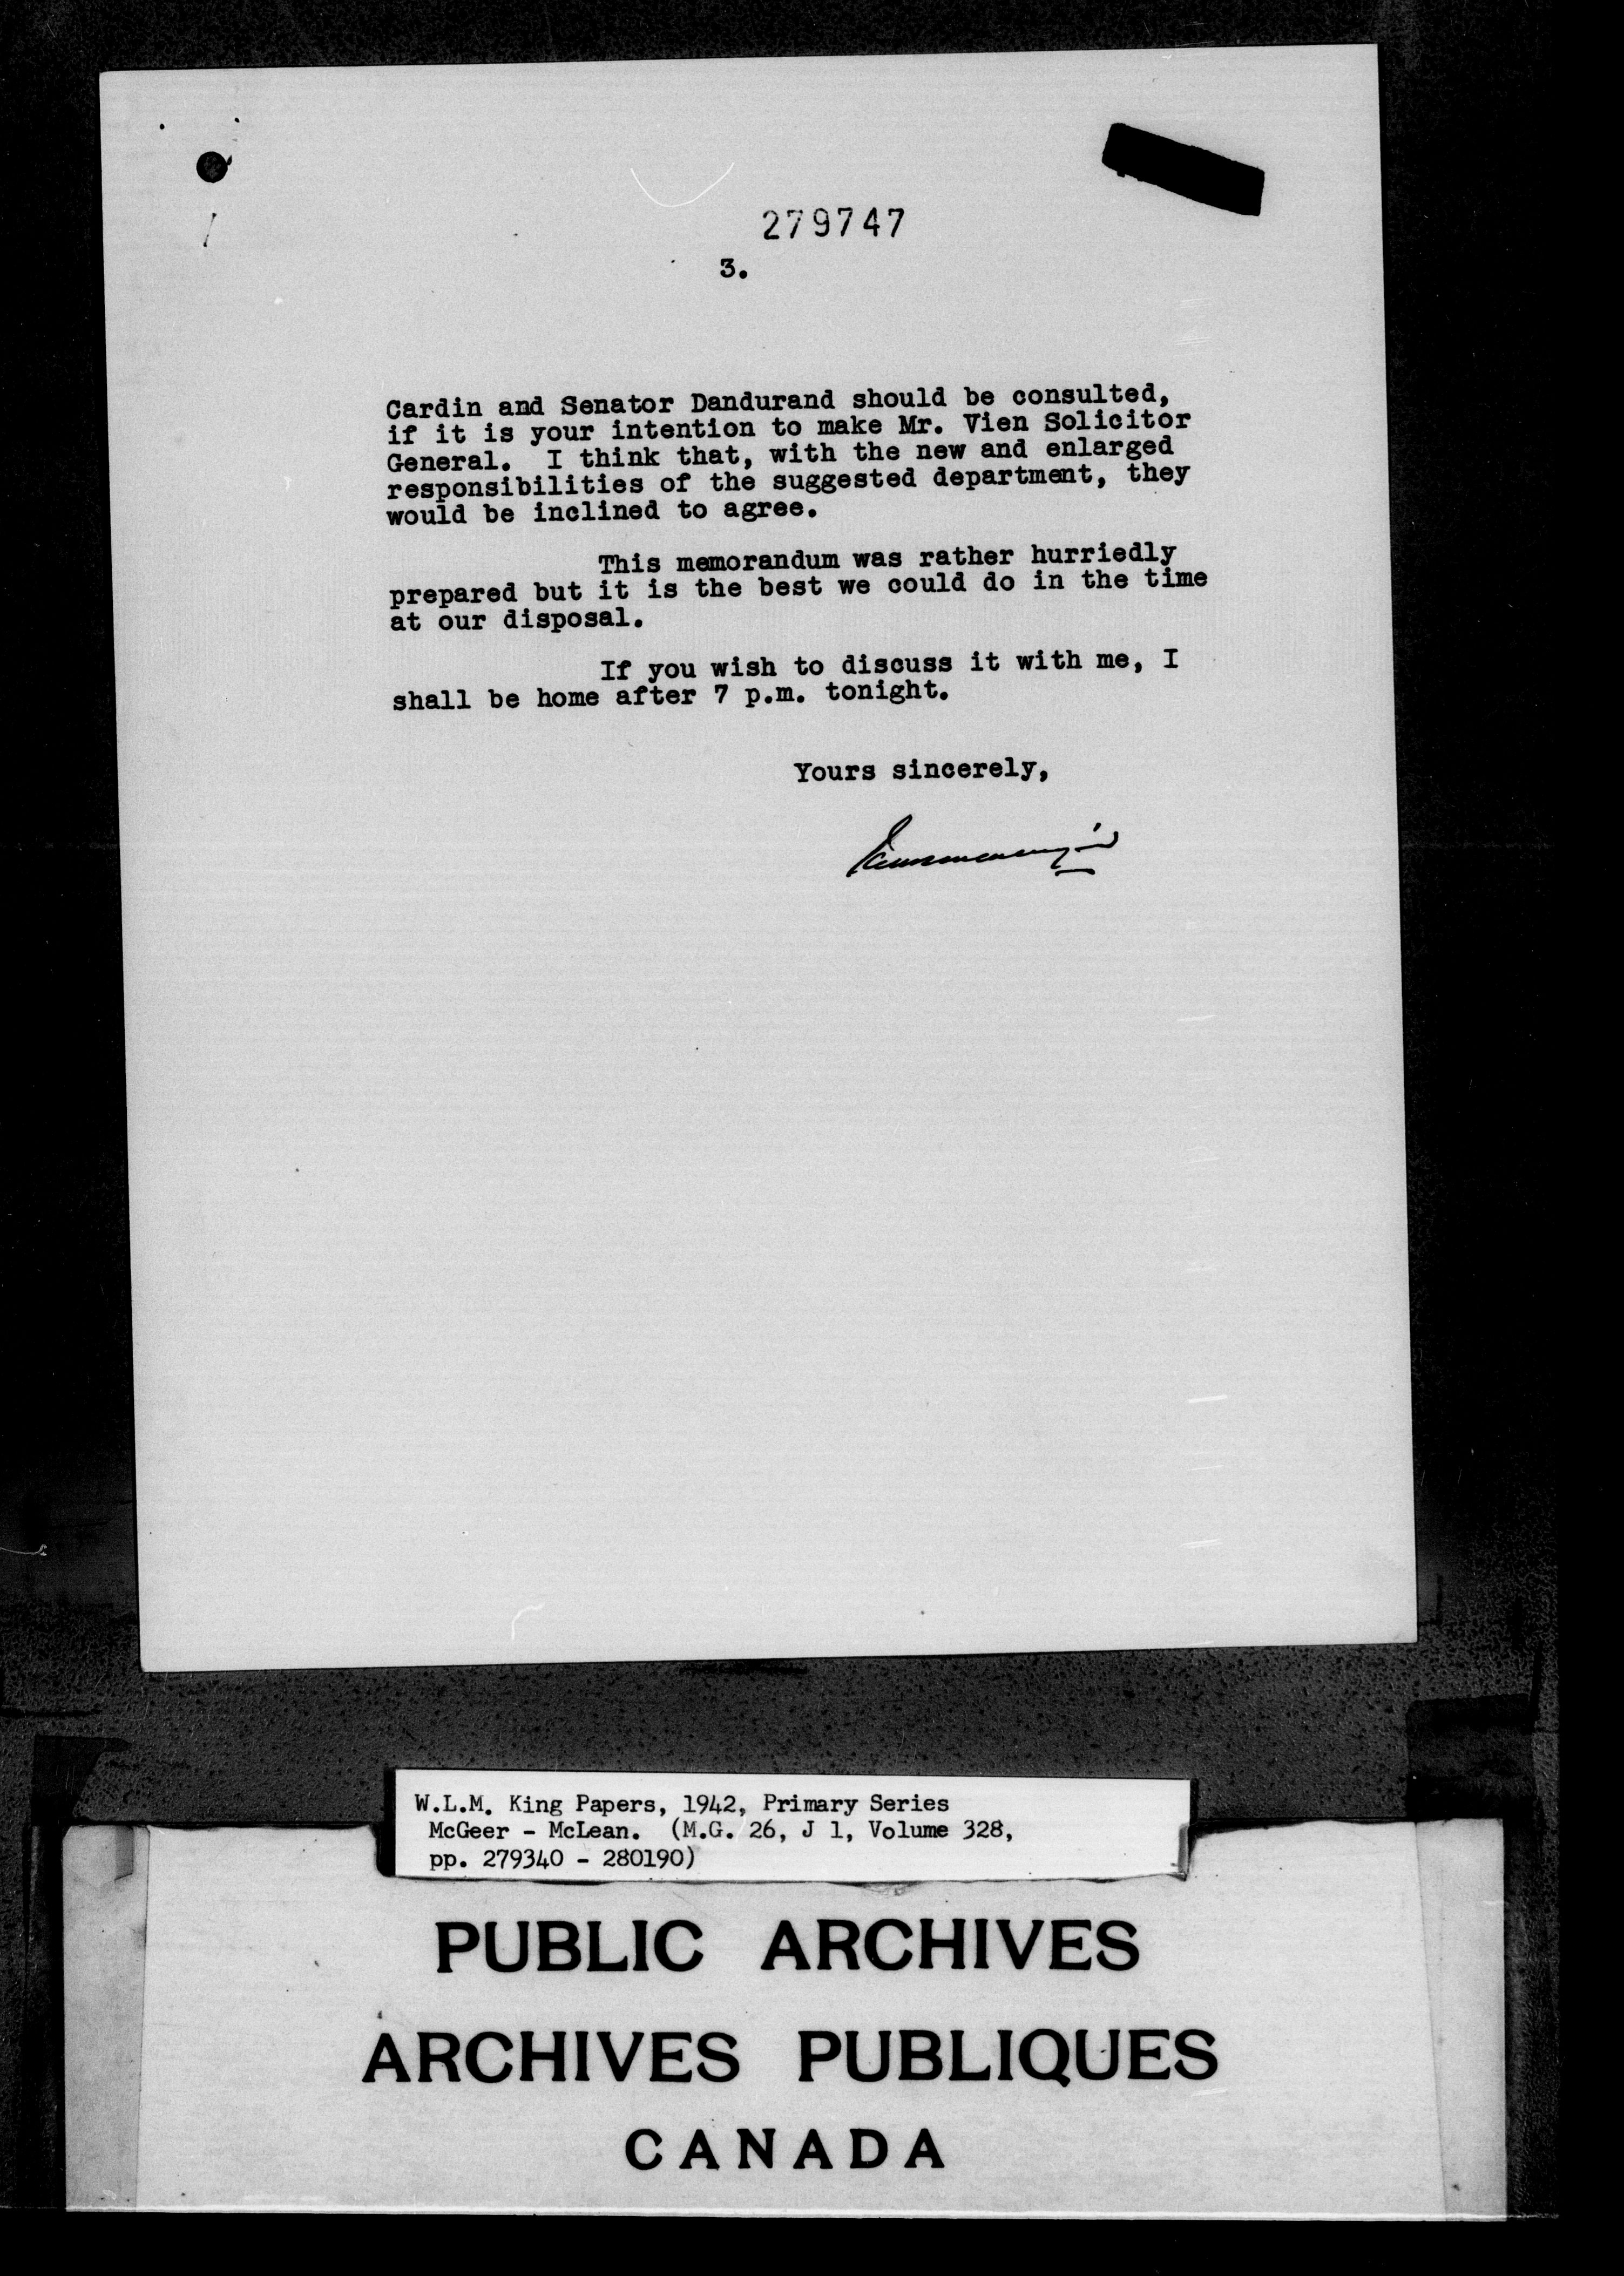 279747
3.
Cardin and Senator Dandurand should be consulted,
if it is your intention to make Mr. Vien Solicitor
General. I think that, with the new and enlarged
responsibilities of the suggested department, they
would be inclined to agree.
This memorandum was rather hurriedly
prepared but it is the best we could do in the time
at our disposal.
If you wish to discuss it with me, I
shall be home after 7 p.m. tonight.
Yours sincerely,
W.L.M. King Papers, 1942, Primary Series
McGeer - McLean. (M.G. 26, J 1, Volume 328,
pp. 279340 - 280190)
PUBLIC ARCHIVES
ARCHIVES PUBLIQUES
CANADA